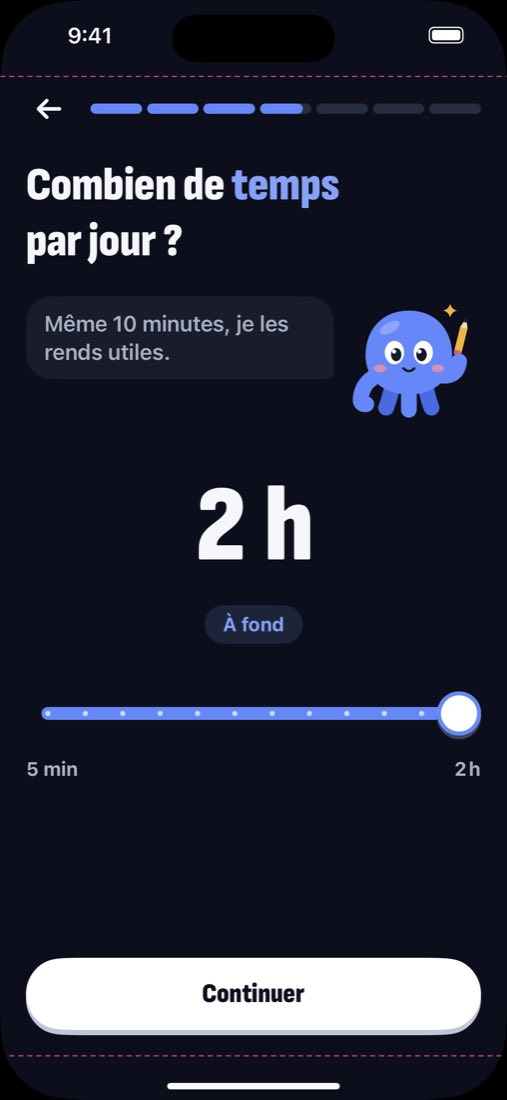 9:41
Combien de temps
par jour ?
Même 10 minutes, je les
rends utiles.
2 h
À fond
5 min
2 h
Continuer